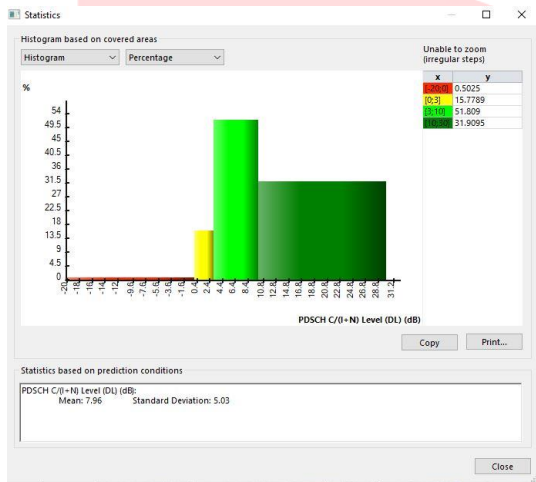 Statistics
Histogram based on covered areas
Histogram
Percentage
Unable to zoom
(irregular steps)
x y
[-20;0] 0.5025
[0;3] 15.7789
[3;10] 51.809
[10;30] 31.9095
%
54
49.5
45
40.5
36
31.5
27
22.5
18
13.5
9
4.5
0
-20 -18 -16 -14 -12 -9.6 -7.6 -5.6 -3.6 -1.6 0.4 2.4 4.4 6.4 8.4 10.8 12.8 14.8 16.8 18.8 20.8 22.8 24.8 26.8 28.8 31.2
PDSCH C/(I+N) Level (DL) (dB)
Copy
Print...
Statistics based on prediction conditions
PDSCH C/(I+N) Level (DL) (dB):
Mean: 7.96 Standard Deviation: 5.03
Close